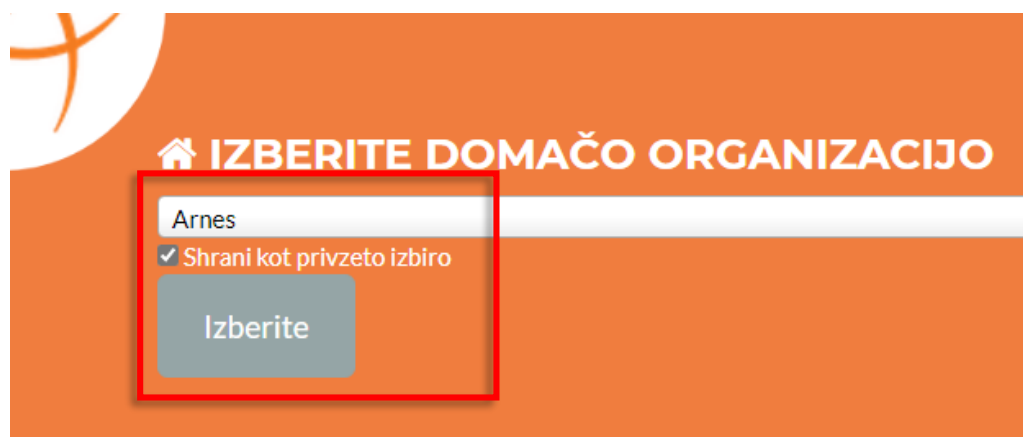 IZBERITE DOMAČO ORGANIZACIJO
Arnes
Shrani kot privzeto izbiro
Izberite